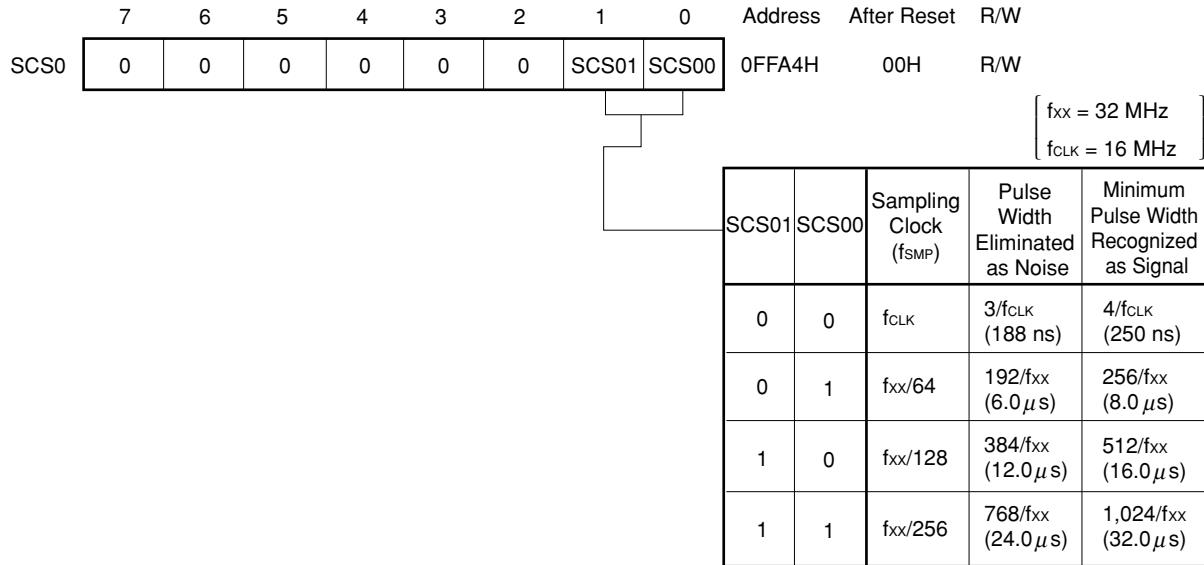 7 6 5 4 3 2 1 0 Address After Reset R/W
SCS0 0 0 0 0 0 0 SCS01 SCS00 0FFA4H 00H R/W
fXX = 32 MHz
fCLK = 16 MHz
SCS01 SCS00 Sampling Clock (fSMP) Pulse Width Eliminated as Noise Minimum Pulse Width Recognized as Signal
0 0 fCLK 3/fCLK (188 ns) 4/fCLK (250 ns)
0 1 fXX/64 192/fXX (6.0 μs) 256/fXX (8.0 μs)
1 0 fXX/128 384/fXX (12.0 μs) 512/fXX (16.0 μs)
1 1 fXX/256 768/fXX (24.0 μs) 1,024/fXX (32.0 μs)